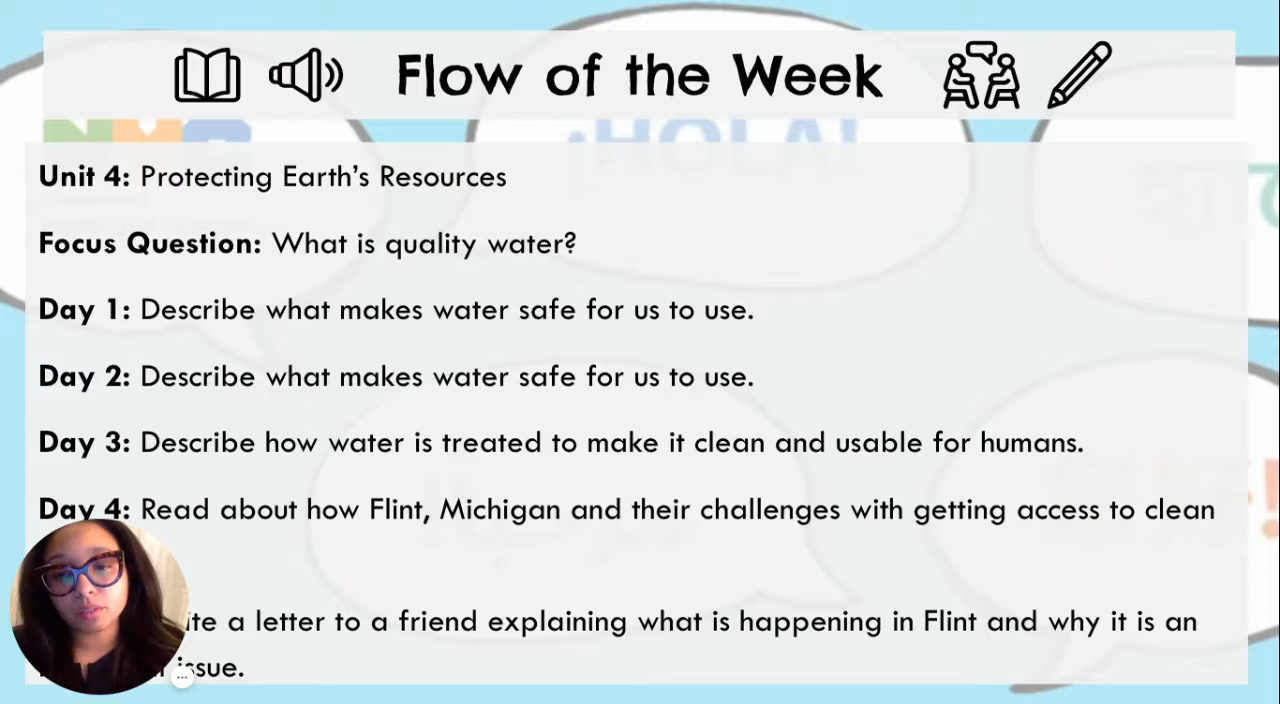 Flow of the Week
NYC
¡HOLA!
Unit 4: Protecting Earth's Resources
Focus Question: What is quality water?
Day 1: Describe what makes water safe for us to use.
Day 2: Describe what makes water safe for us to use.
Day 3: Describe how water is treated to make it clean and usable for humans.
Day 4: Read about how Flint, Michigan and their challenges with getting access to clean
a letter to a friend explaining what is happening in Flint and why it is an
issue.